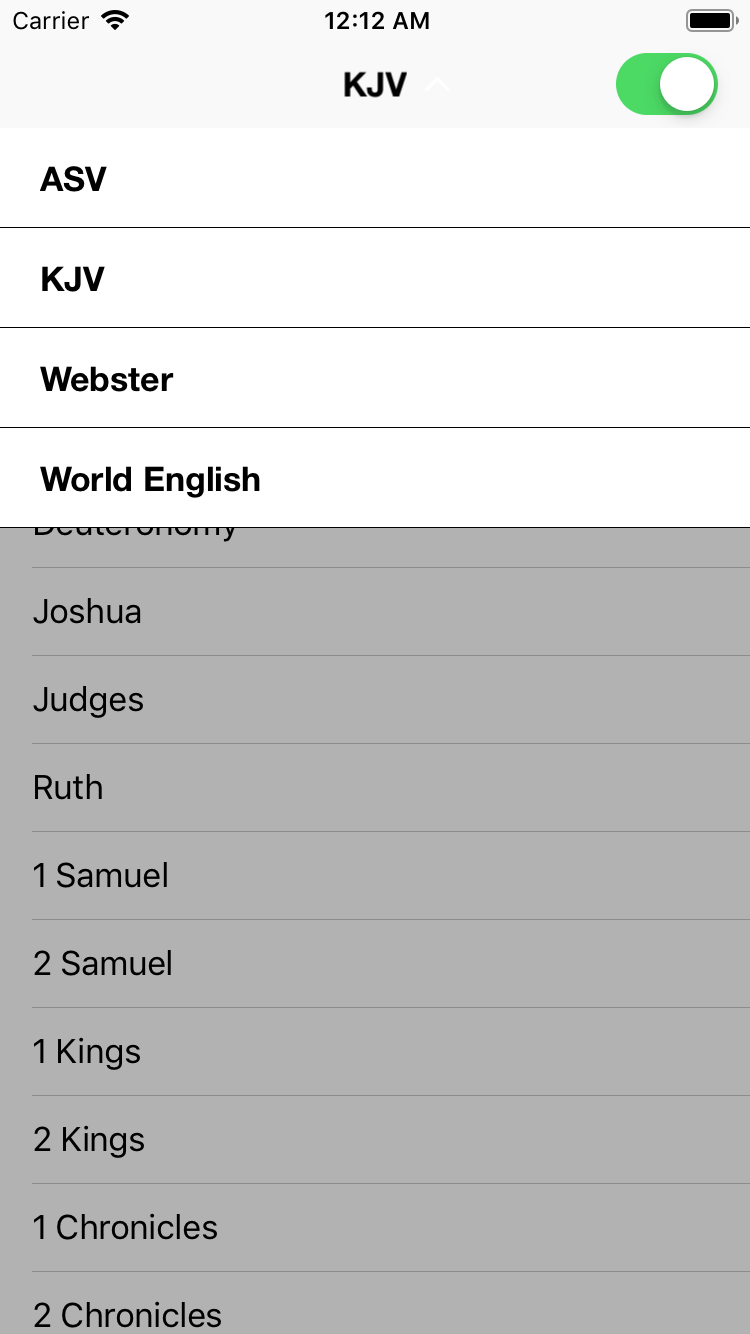 Carrier 12:12 AM
KJV
ASV
KJV
Webster
World English
Deuteronomy
Joshua
Judges
Ruth
1 Samuel
2 Samuel
1 Kings
2 Kings
1 Chronicles
2 Chronicles